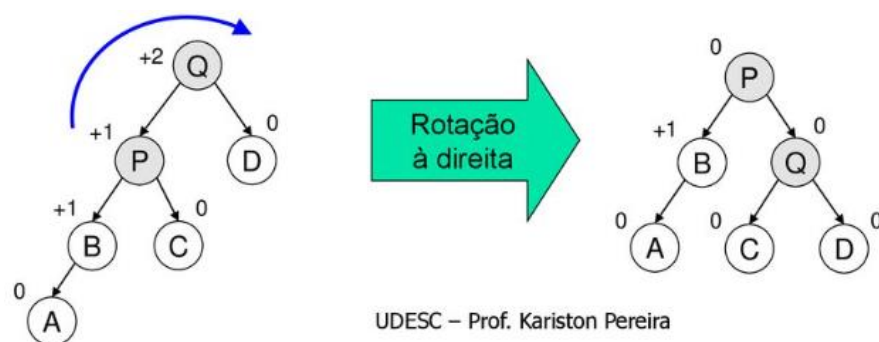 +2 Q
+1 P
0 D
+1 B
0 C
0 A
Rotação
à direita
0 P
+1 B
0 Q
0 A
0 C
0 D
UDESC – Prof. Kariston Pereira